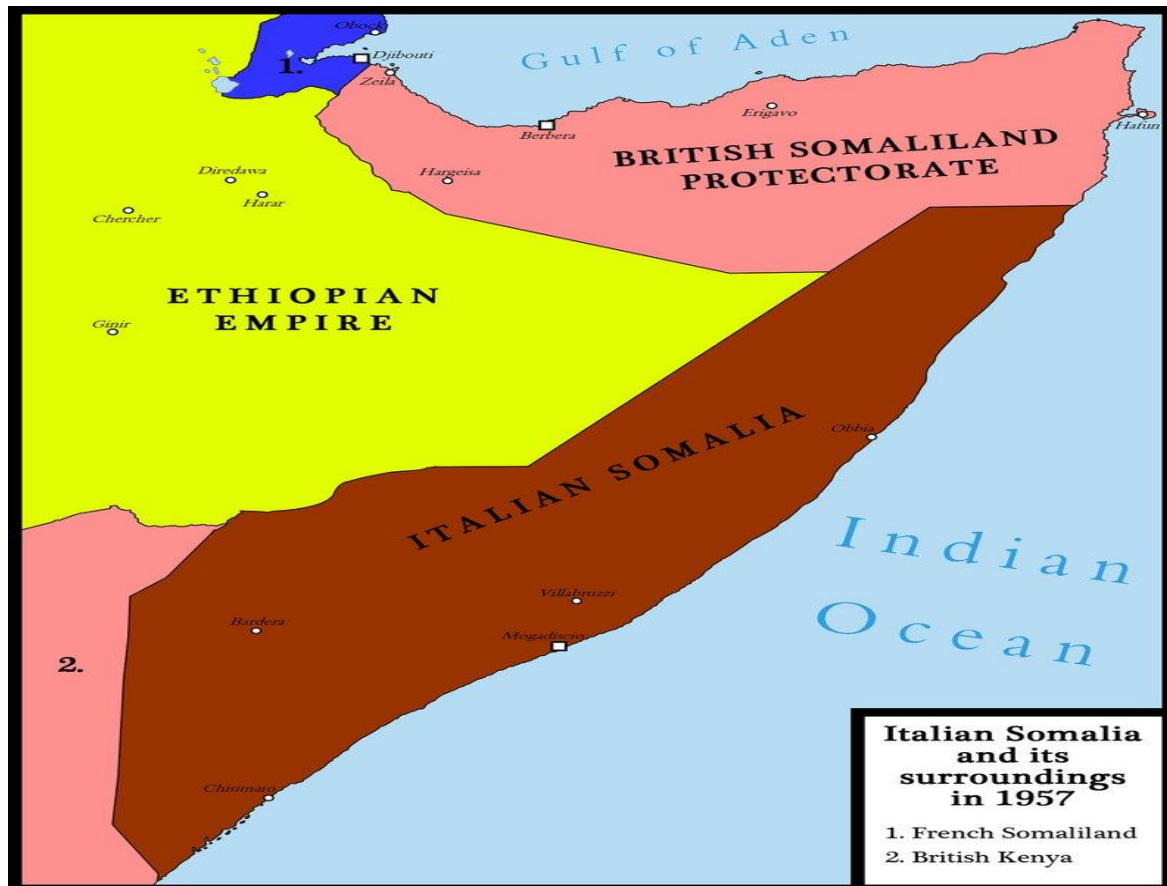 Obock
Gulf of Aden
1.
Djibouti
Zeila
Erigavo
Berbera
Hafun
BRITISH SOMALILAND
PROTECTORATE
Diredawa
Hargeisa
Harar
Chercher
ETHIOPIAN
EMPIRE
Ginir
ITALIAN SOMALIA
Obbia
Indian
Ocean
Villabruzzi
Bardera
Mogadiscio
2.
Chisimaio
Italian Somalia
and its
surroundings
in 1957
1. French Somaliland
2. British Kenya